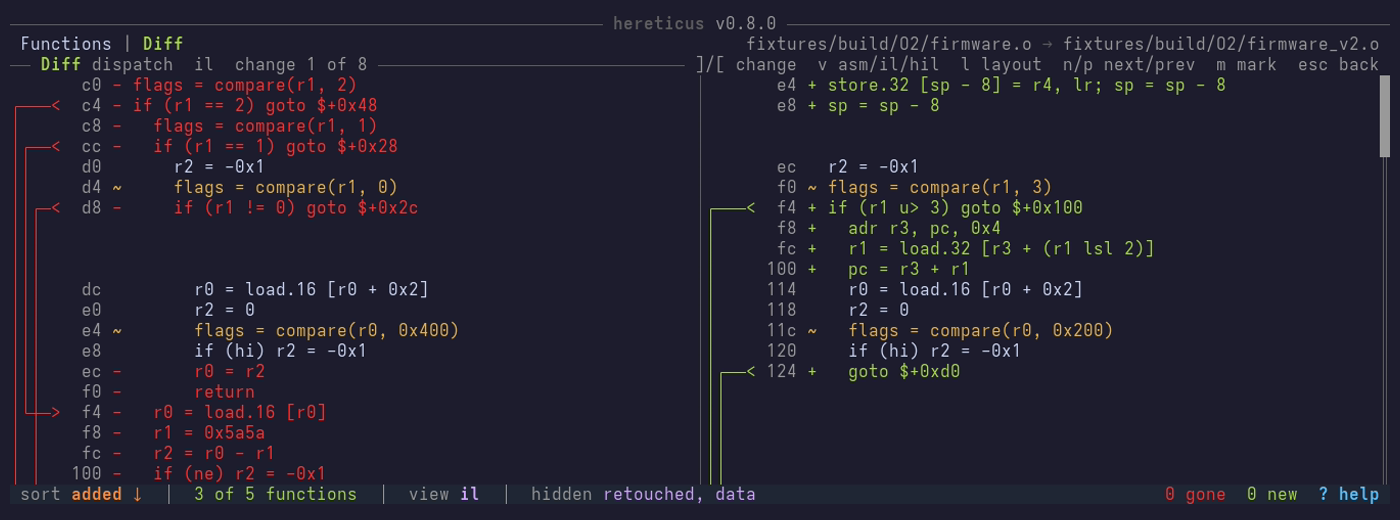 hereticus v0.8.0
Functions | Diff fixtures/build/O2/firmware.o → fixtures/build/O2/firmware_v2.o
Diff dispatch il change 1 of 8 ]/[ change v asm/il/hil l layout n/p next/prev m mark esc back
c0 - flags = compare(r1, 2) e4 + store.32 [sp - 8] = r4, lr; sp = sp - 8
< c4 - if (r1 == 2) goto $+0x48 e8 + sp = sp - 8
c8 - flags = compare(r1, 1)
< cc - if (r1 == 1) goto $+0x28
d0 r2 = -0x1 ec r2 = -0x1
d4 ~ flags = compare(r1, 0) f0 ~ flags = compare(r1, 3)
< d8 - if (r1 != 0) goto $+0x2c < f4 + if (r1 u> 3) goto $+0x100
f8 + adr r3, pc, 0x4
fc + r1 = load.32 [r3 + (r1 lsl 2)]
100 + pc = r3 + r1
dc r0 = load.16 [r0 + 0x2] 114 r0 = load.16 [r0 + 0x2]
e0 r2 = 0 118 r2 = 0
e4 ~ flags = compare(r0, 0x400) 11c ~ flags = compare(r0, 0x200)
e8 if (hi) r2 = -0x1 120 if (hi) r2 = -0x1
ec - r0 = r2 < 124 + goto $+0xd0
f0 - return
> f4 - r0 = load.16 [r0]
f8 - r1 = 0x5a5a
fc - r2 = r0 - r1
100 - if (ne) r2 = -0x1
sort added ↓ | 3 of 5 functions | view il | hidden retouched, data 0 gone 0 new ? help